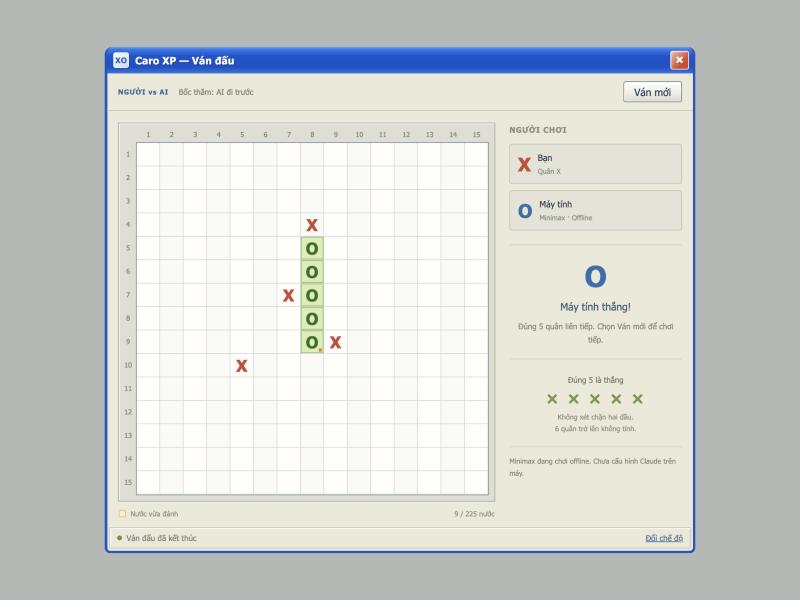 XO Caro XP — Ván đấu
NGƯỜI vs AI Bốc thăm: AI đi trước Ván mới
1 2 3 4 5 6 7 8 9 10 11 12 13 14 15
1
2
3
4 X
5 O
6 O
7 X O
8 O
9 O X
10 X
11
12
13
14
15
Nước vừa đánh 9 / 225 nước
NGƯỜI CHƠI
X Bạn
Quân X
O Máy tính
Minimax · Offline
O
Máy tính thắng!
Đúng 5 quân liên tiếp. Chọn Ván mới để chơi
tiếp.
Đúng 5 là thắng
× × × × ×
Không xét chặn hai đầu.
6 quân trở lên không tính.
Minimax đang chơi offline. Chưa cấu hình Claude trên
máy.
Ván đấu đã kết thúc Đổi chế độ